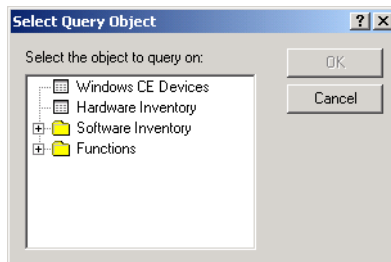 Select Query Object
Select the object to query on:
OK
Windows CE Devices
Hardware Inventory
Cancel
Software Inventory
Functions